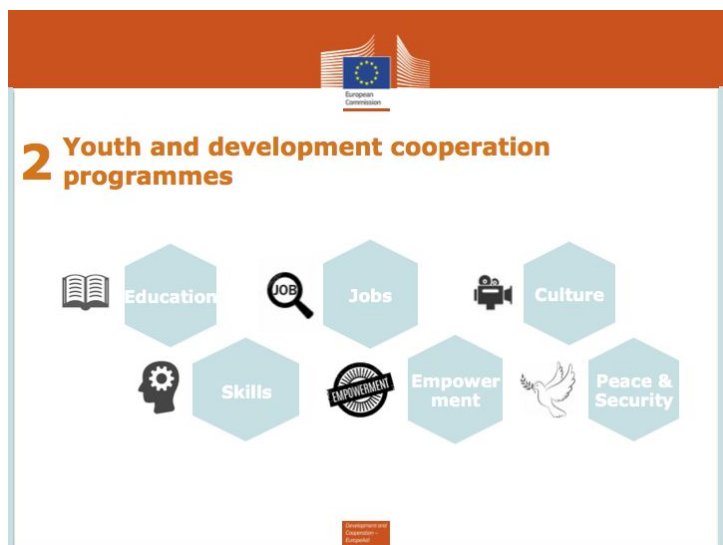 European
Commission
2 Youth and development cooperation
programmes
Education
JOB
Jobs
Culture
Skills
EMPOWERMENT
Empower
ment
Peace &
Security
Development and
Cooperation -
EuropeAid